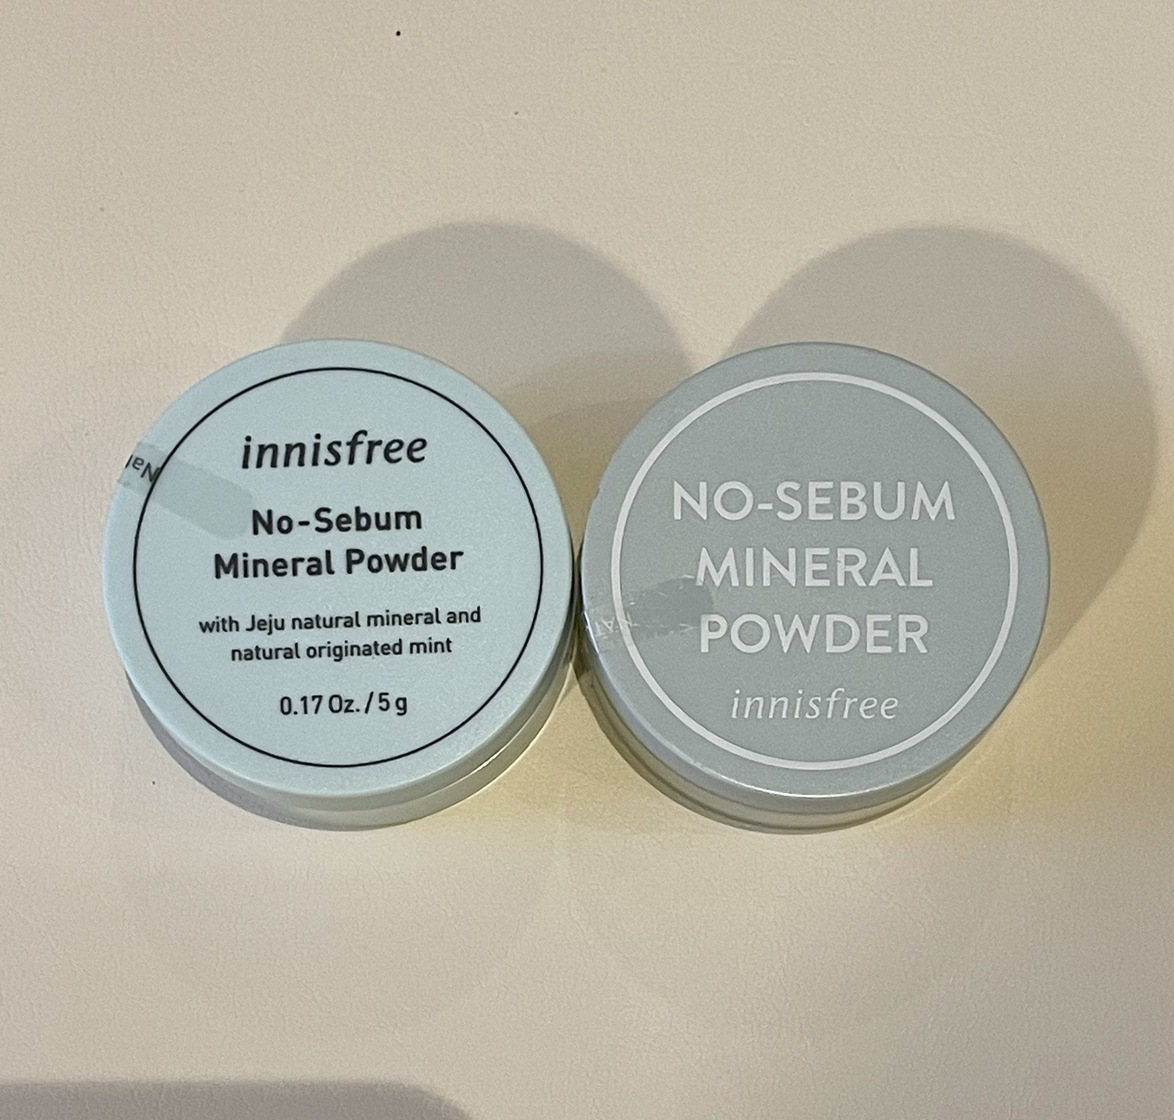 innisfree
No-Sebum
Mineral Powder
with Jeju natural mineral and
natural originated mint
0.17 Oz. / 5 g
NO-SEBUM
MINERAL
POWDER
innisfree